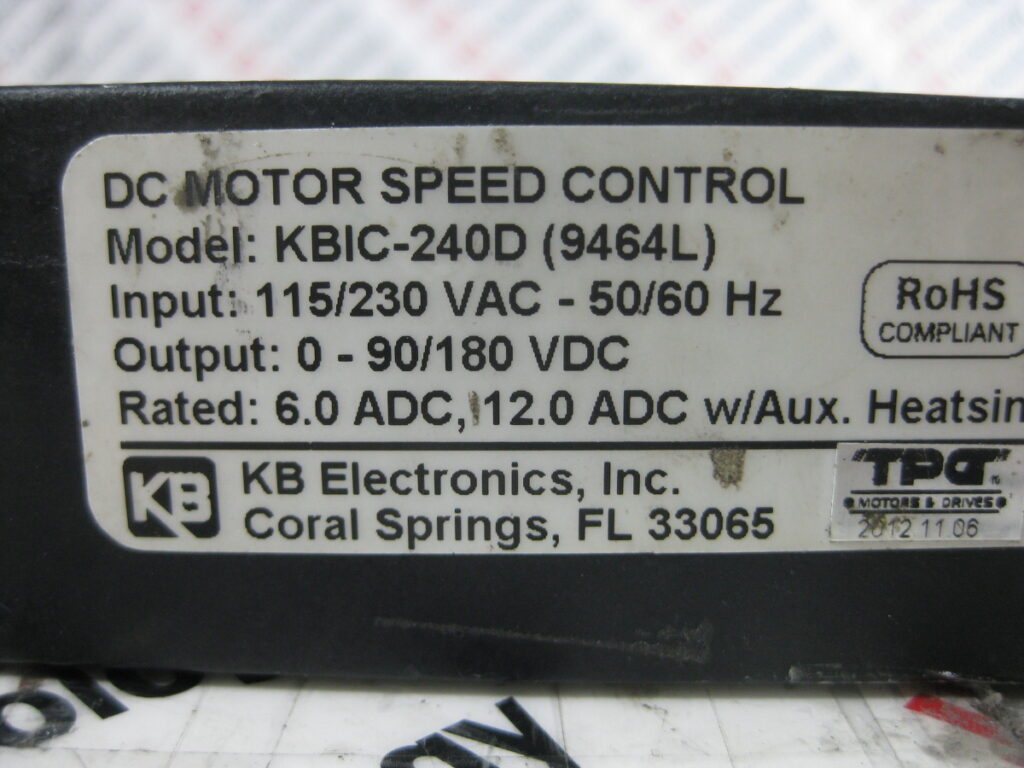 DC MOTOR SPEED CONTROL
Model: KBIC-240D (9464L)
Input: 115/230 VAC - 50/60 Hz
Output: 0 - 90/180 VDC
Rated: 6.0 ADC, 12.0 ADC w/Aux. Heatsin
RoHS
COMPLIANT
KB
KB Electronics, Inc.
Coral Springs, FL 33065
TPG
MOTORS & DRIVES
2012 11 06